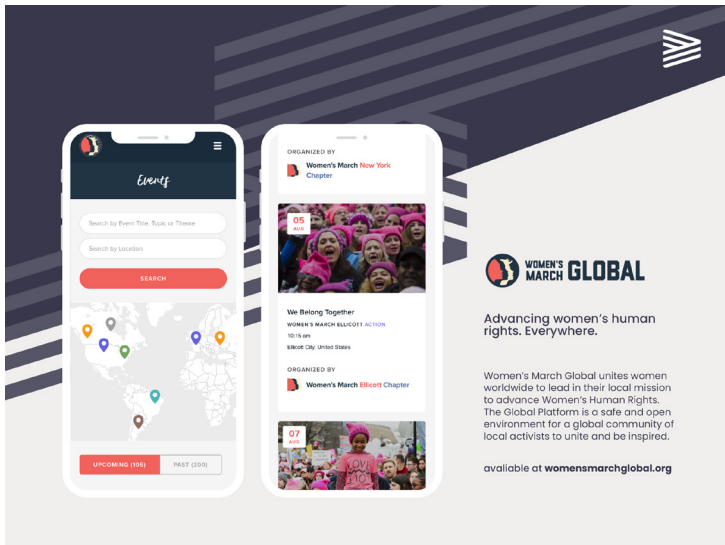 Events
Search by Event Title, Topic or Theme
Search by Location
SEARCH
UPCOMING (105)
PAST (200)
ORGANIZED BY
Women's March New York
Chapter
05
AUG
We Belong Together
WOMEN'S MARCH ELLICOTT ACTION
10:15 am
Ellicott City, United States
ORGANIZED BY
Women's March Ellicott Chapter
07
AUG
LOVE
WOMEN'S
MARCH GLOBAL
Advancing women's human
rights. Everywhere.
Women's March Global unites women
worldwide to lead in their local mission
to advance Women's Human Rights.
The Global Platform is a safe and open
environment for a global community of
local activists to unite and be inspired.
avaliable at womensmarchglobal.org